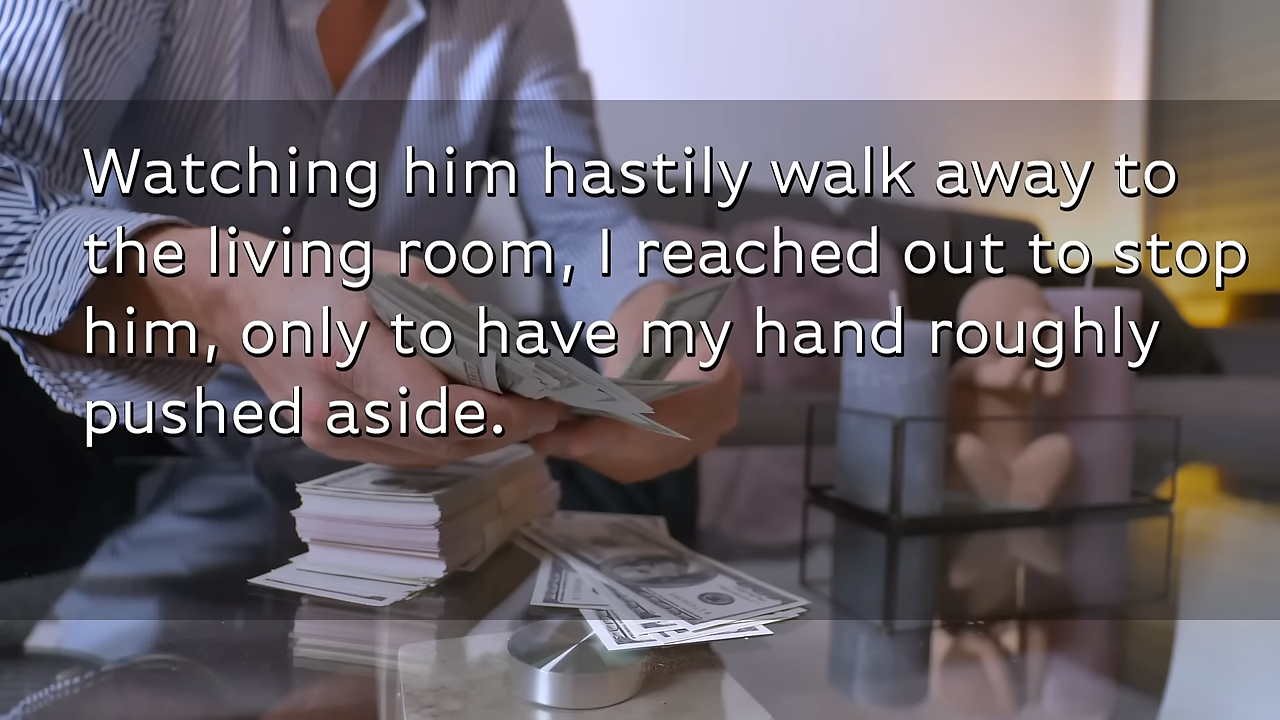 Watching him hastily walk away to
the living room, I reached out to stop
him, only to have my hand roughly
pushed aside.